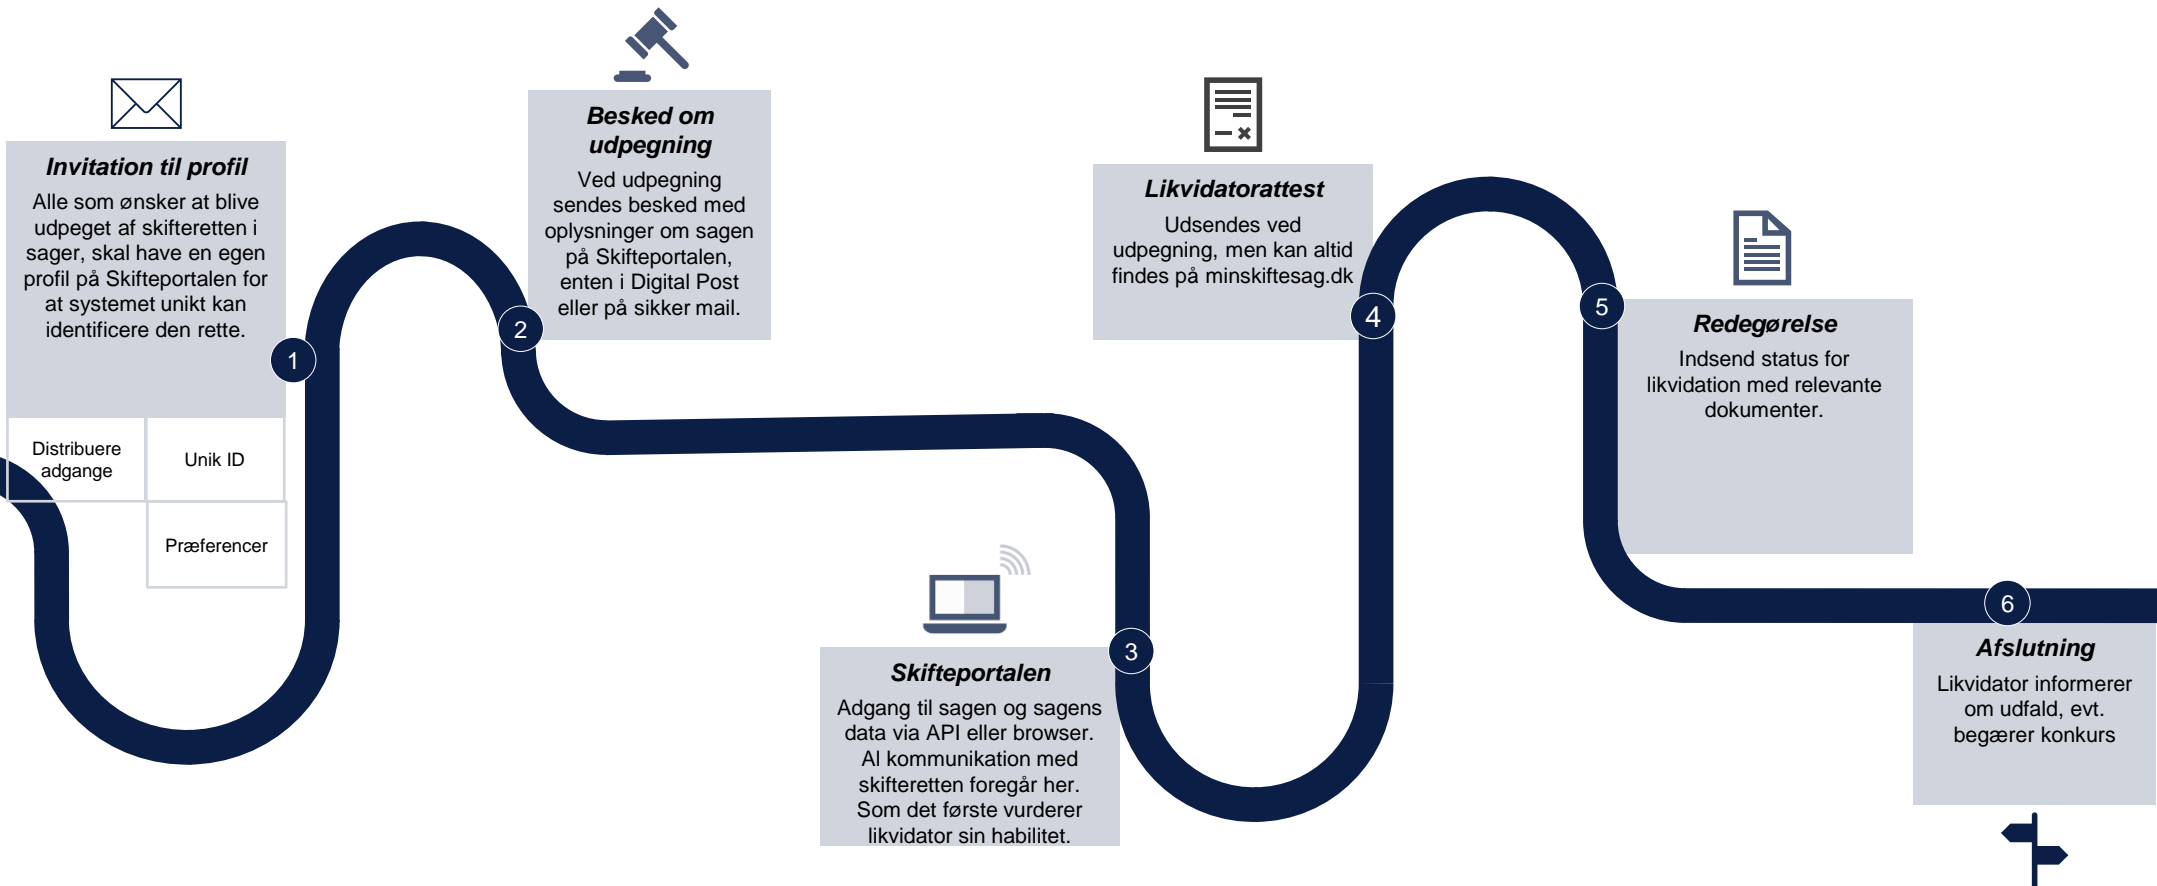 Invitation til profil
Alle som ønsker at blive
udpeget af skifteretten i
sager, skal have en egen
profil på Skifteportalen for
at systemet unikt kan
identificere den rette.
1
Distribuere
adgange
Unik ID
Præferencer
Besked om
udpegning
Ved udpegning
sendes besked med
oplysninger om sagen
på Skifteportalen,
enten i Digital Post
eller på sikker mail.
2
Skifteportalen
Adgang til sagen og sagens
data via API eller browser.
Al kommunikation med
skifteretten foregår her.
Som det første vurderer
likvidator sin habilitet.
3
Likvidatorattest
Udsendes ved
udpegning, men kan altid
findes på minskiftesag.dk
4
5
Redegørelse
Indsend status for
likvidation med relevante
dokumenter.
6
Afslutning
Likvidator informerer
om udfald, evt.
begærer konkurs